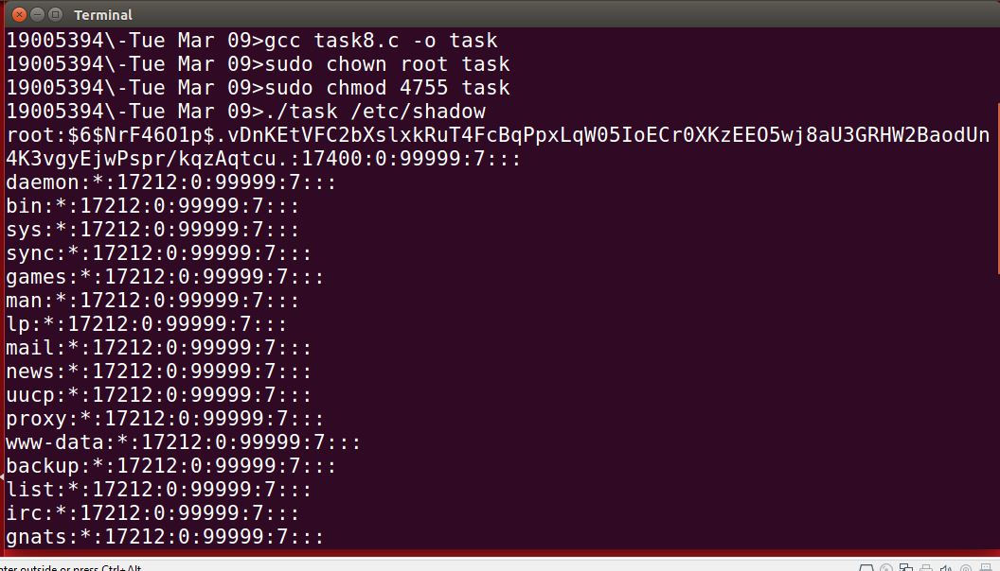 Terminal
19005394\-Tue Mar 09>gcc task8.c -o task
19005394\-Tue Mar 09>sudo chown root task
19005394\-Tue Mar 09>sudo chmod 4755 task
19005394\-Tue Mar 09>./task /etc/shadow
root:$6$NrF46O1p$.vDnKEtVFC2bXslxkRuT4FcBqPpxLqW05IoECr0XKzEEO5wj8aU3GRHW2BaodUn
4K3vgyEjwPspr/kqzAqtcu.:17400:0:99999:7:::
daemon:*:17212:0:99999:7:::
bin:*:17212:0:99999:7:::
sys:*:17212:0:99999:7:::
sync:*:17212:0:99999:7:::
games:*:17212:0:99999:7:::
man:*:17212:0:99999:7:::
lp:*:17212:0:99999:7:::
mail:*:17212:0:99999:7:::
news:*:17212:0:99999:7:::
uucp:*:17212:0:99999:7:::
proxy:*:17212:0:99999:7:::
www-data:*:17212:0:99999:7:::
backup:*:17212:0:99999:7:::
list:*:17212:0:99999:7:::
irc:*:17212:0:99999:7:::
gnats:*:17212:0:99999:7:::
outside or press Ctrl+Alt